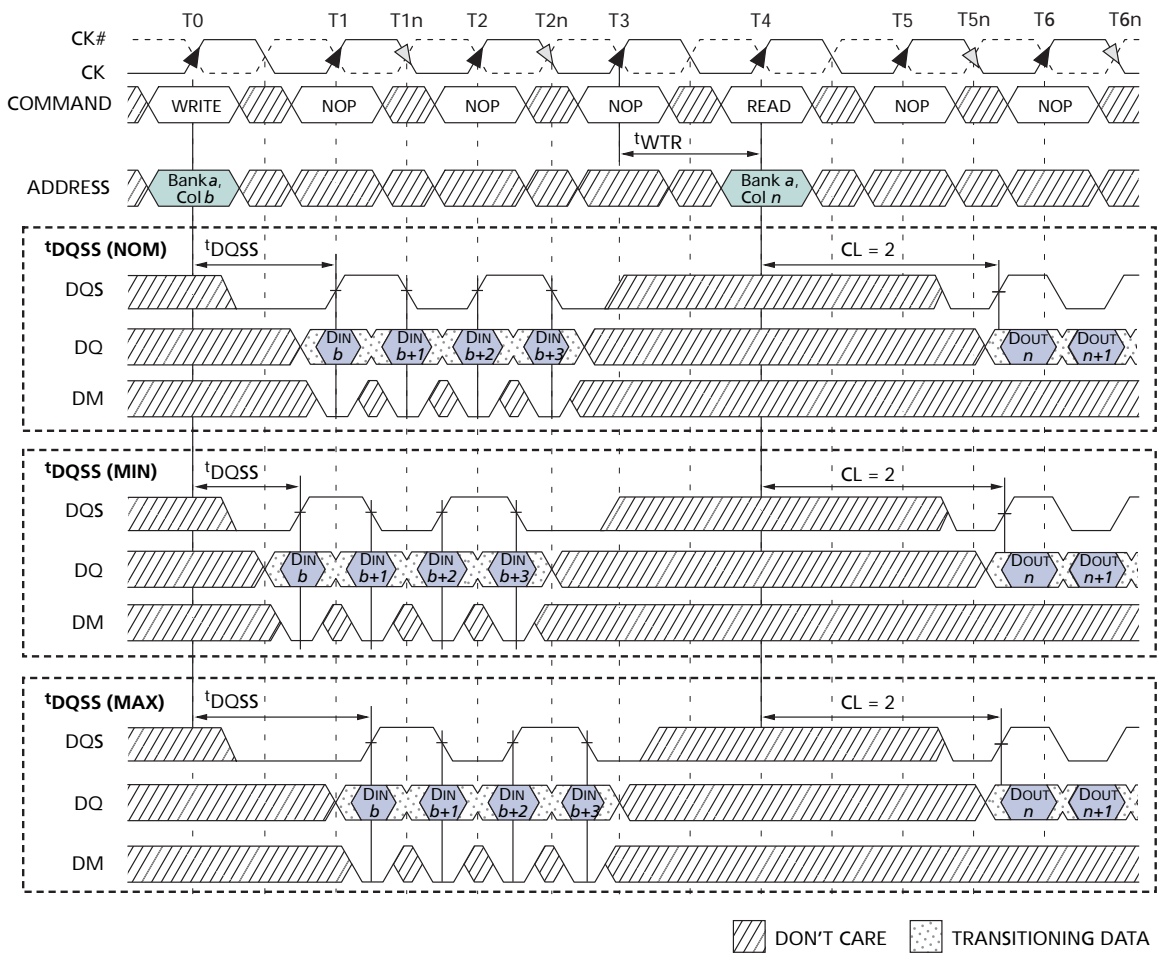 T0 T1 T1n T2 T2n T3 T4 T5 T5n T6 T6n
CK#
CK
COMMAND WRITE NOP NOP NOP READ NOP NOP
tWTR
ADDRESS Bank a, Col b Bank a, Col n
tDQSS (NOM) tDQSS CL = 2
DQS
DQ DIN b DIN b+1 DIN b+2 DIN b+3 DOUT n DOUT n+1
DM
tDQSS (MIN) tDQSS CL = 2
DQS
DQ DIN b DIN b+1 DIN b+2 DIN b+3 DOUT n DOUT n+1
DM
tDQSS (MAX) tDQSS CL = 2
DQS
DQ DIN b DIN b+1 DIN b+2 DIN b+3 DOUT n DOUT n+1
DM
DON'T CARE TRANSITIONING DATA